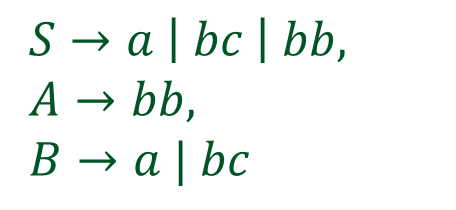 S → a | bc | bb,
A → bb,
B → a | bc